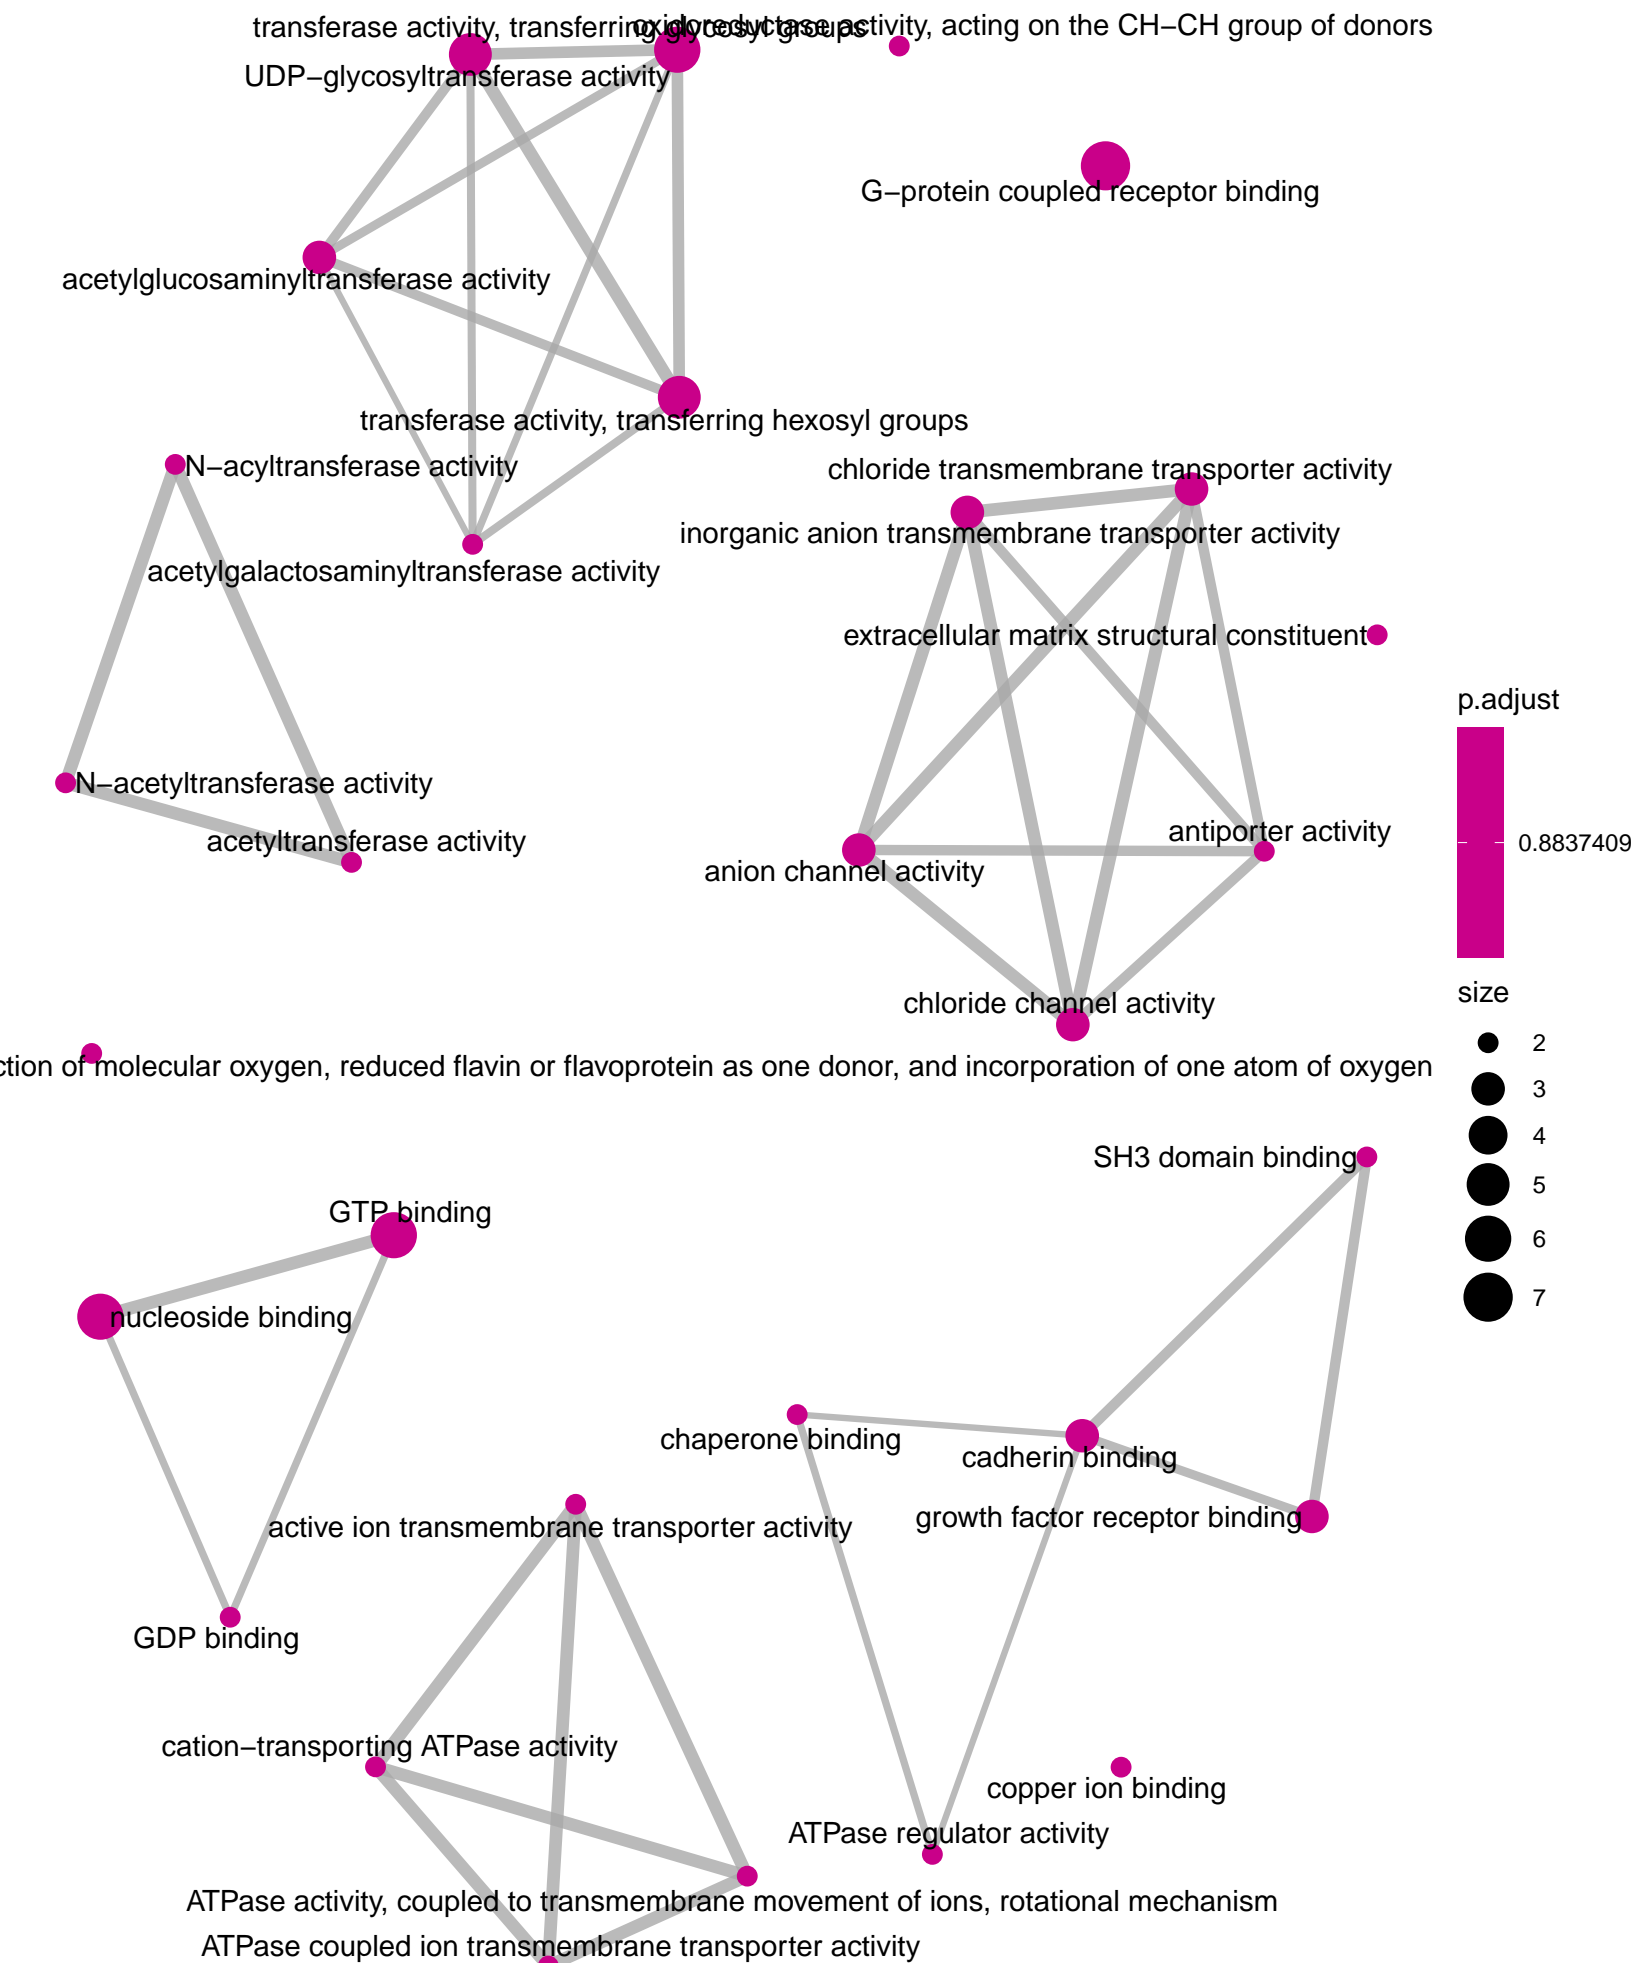 transferase activity, transferring glycosyl groups
oxidoreductase activity, acting on the CH−CH group of donors
UDP−glycosyltransferase activity
G−protein coupled receptor binding
acetylglucosaminyltransferase activity
transferase activity, transferring hexosyl groups
N−acyltransferase activity
chloride transmembrane transporter activity
inorganic anion transmembrane transporter activity
acetylgalactosaminyltransferase activity
extracellular matrix structural constituent
p.adjust
N−acetyltransferase activity
acetyltransferase activity
antiporter activity
0.8837409
anion channel activity
size
chloride channel activity
2
ction of molecular oxygen, reduced flavin or flavoprotein as one donor, and incorporation of one atom of oxygen
3
4
SH3 domain binding
5
GTP binding
6
7
nucleoside binding
chaperone binding
cadherin binding
growth factor receptor binding
active ion transmembrane transporter activity
GDP binding
cation−transporting ATPase activity
copper ion binding
ATPase regulator activity
ATPase activity, coupled to transmembrane movement of ions, rotational mechanism
ATPase coupled ion transmembrane transporter activity